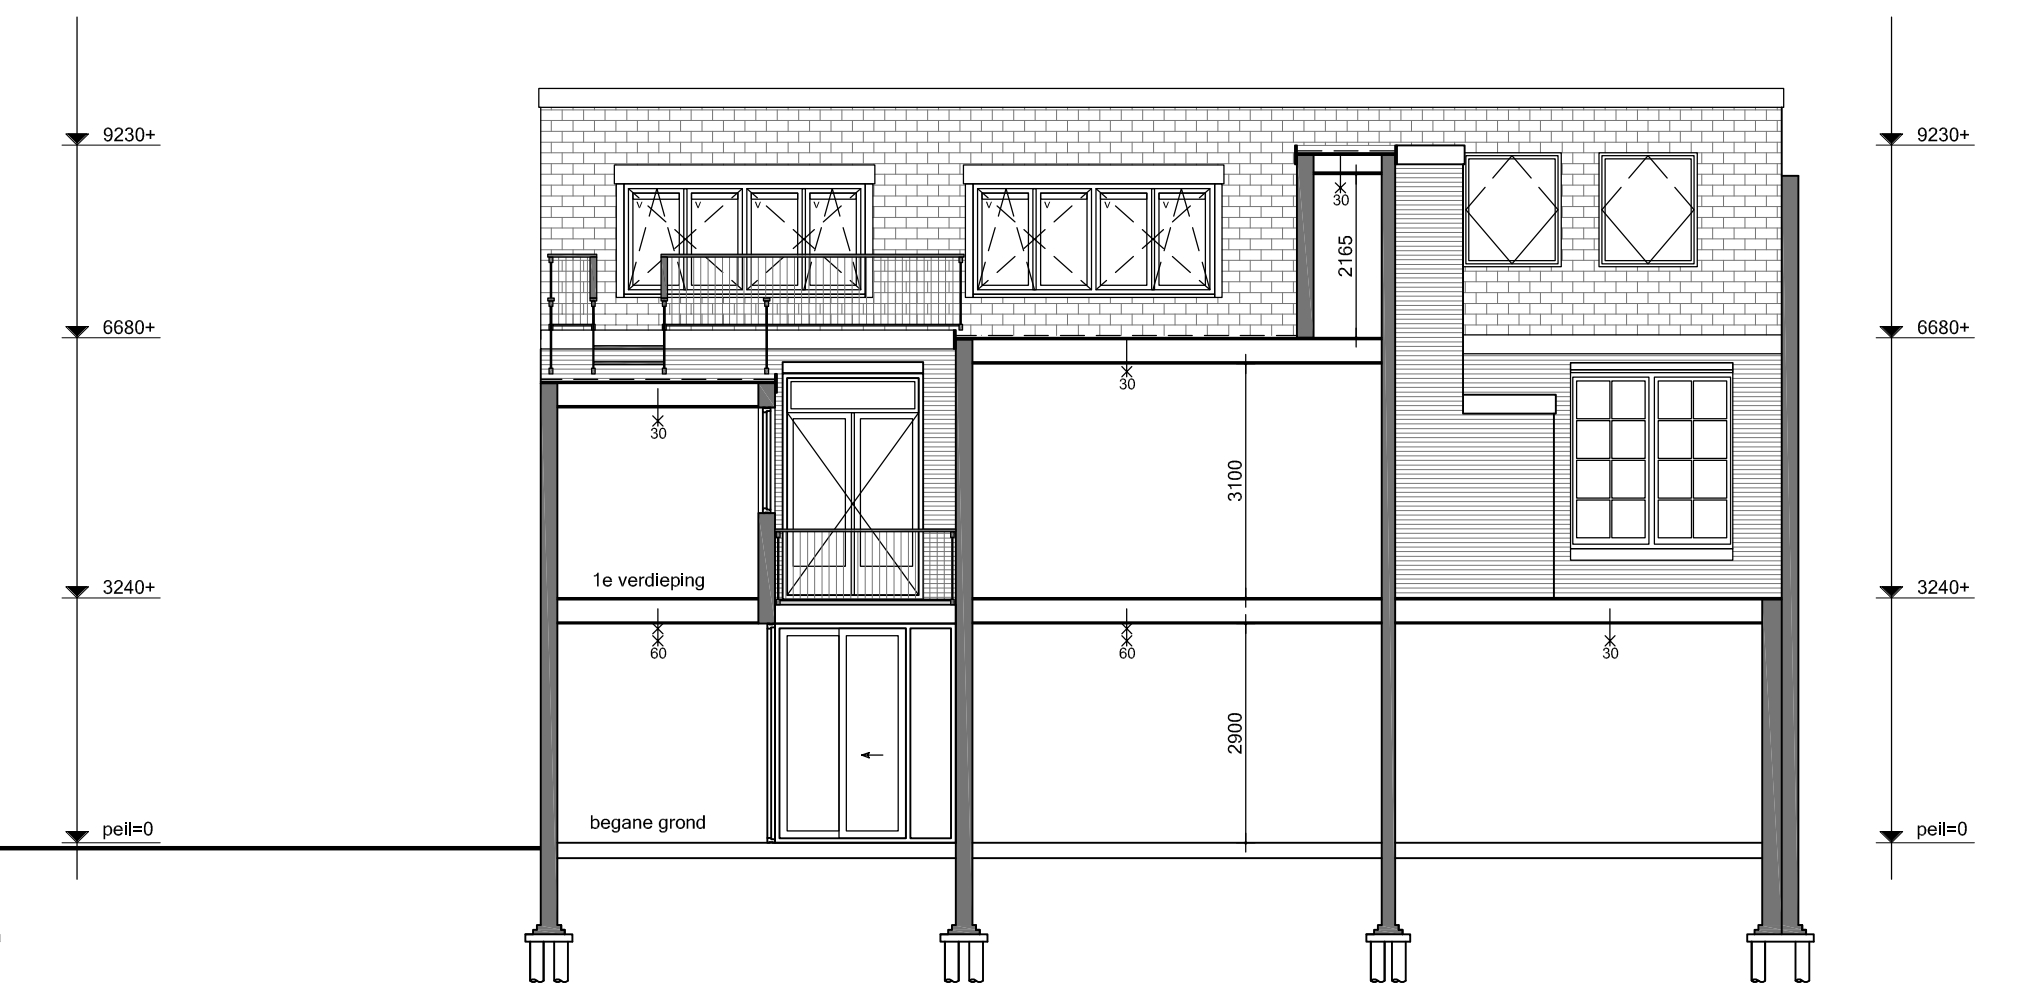 9230+
9230+
v v v v
v v v v
30
2165
6680+
6680+
30
30
3100
1e verdieping
3240+
3240+
60
60
30
2900
begane grond
peil=0
peil=0